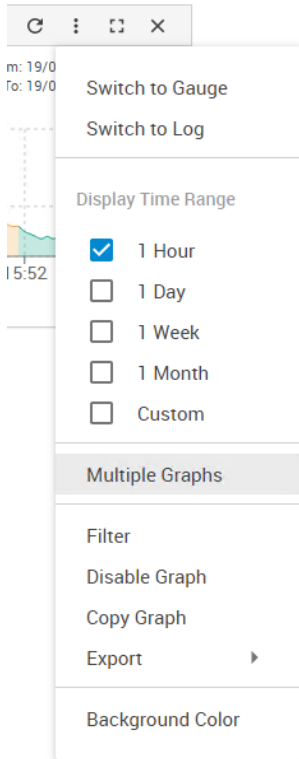 m: 19/0
To: 19/0
15:52
Switch to Gauge
Switch to Log
Display Time Range
1 Hour
1 Day
1 Week
1 Month
Custom
Multiple Graphs
Filter
Disable Graph
Copy Graph
Export
Background Color